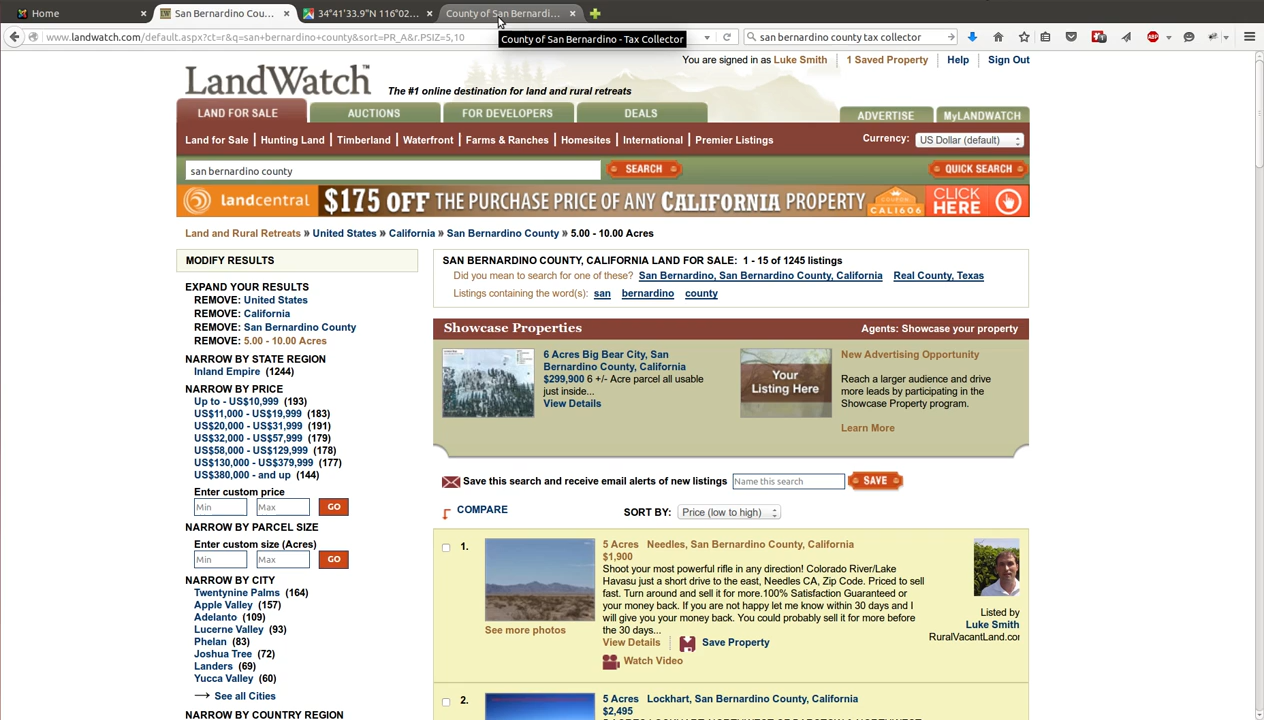 Home
San Bernardino Cou...
34°41'33.9"N 116°02...
County of San Bernardi...
www.landwatch.com/default.aspx?ct=r&q=san+bernardino+county&sort=PR_A&r.PSIZ=5,10
san bernardino county tax collector
County of San Bernardino - Tax Collector
LandWatch
The #1 online destination for land and rural retreats
You are signed in as Luke Smith 1 Saved Property Help Sign Out
LAND FOR SALE AUCTIONS FOR DEVELOPERS DEALS ADVERTISE MyLANDWATCH
Land for Sale | Hunting Land | Timberland | Waterfront | Farms & Ranches | Homesites | International | Premier Listings
Currency: US Dollar (default)
san bernardino county SEARCH QUICK SEARCH
landcentral $175 OFF THE PURCHASE PRICE OF ANY CALIFORNIA PROPERTY COUPON CALI606 CLICK HERE
Land and Rural Retreats » United States » California » San Bernardino County » 5.00 - 10.00 Acres
MODIFY RESULTS
EXPAND YOUR RESULTS
REMOVE: United States
REMOVE: California
REMOVE: San Bernardino County
REMOVE: 5.00 - 10.00 Acres
NARROW BY STATE REGION
Inland Empire (1244)
NARROW BY PRICE
Up to - US$10,999 (193)
US$11,000 - US$19,999 (183)
US$20,000 - US$31,999 (191)
US$32,000 - US$57,999 (179)
US$58,000 - US$129,999 (178)
US$130,000 - US$379,999 (177)
US$380,000 - and up (144)
Enter custom price
Min Max GO
NARROW BY PARCEL SIZE
Enter custom size (Acres)
Min Max GO
NARROW BY CITY
Twentynine Palms (164)
Apple Valley (157)
Adelanto (109)
Lucerne Valley (93)
Phelan (83)
Joshua Tree (72)
Landers (69)
Yucca Valley (60)
See all Cities
NARROW BY COUNTRY REGION
SAN BERNARDINO COUNTY, CALIFORNIA LAND FOR SALE: 1 - 15 of 1245 listings
Did you mean to search for one of these? San Bernardino, San Bernardino County, California Real County, Texas
Listings containing the word(s): san bernardino county
Showcase Properties
Agents: Showcase your property
6 Acres Big Bear City, San
Bernardino County, California
$299,900 6 +/- Acre parcel all usable
just inside...
View Details
Your
Listing Here
New Advertising Opportunity
Reach a larger audience and drive
more leads by participating in the
Showcase Property program.
Learn More
Save this search and receive email alerts of new listings Name this search SAVE
COMPARE
SORT BY: Price (low to high)
1. 5 Acres Needles, San Bernardino County, California
$1,900
Shoot your most powerful rifle in any direction! Colorado River/Lake
Havasu just a short drive to the east, Needles CA, Zip Code. Priced to sell
fast. Turn around and sell it for more.100% Satisfaction Guaranteed or
your money back. If you are not happy let me know within 30 days and I
will give you your money back. You could probably sell it for more before
the 30 days...
See more photos
View Details Save Property
Watch Video
Listed by
Luke Smith
RuralVacantLand.co
2. 5 Acres Lockhart, San Bernardino County, California
$2,495